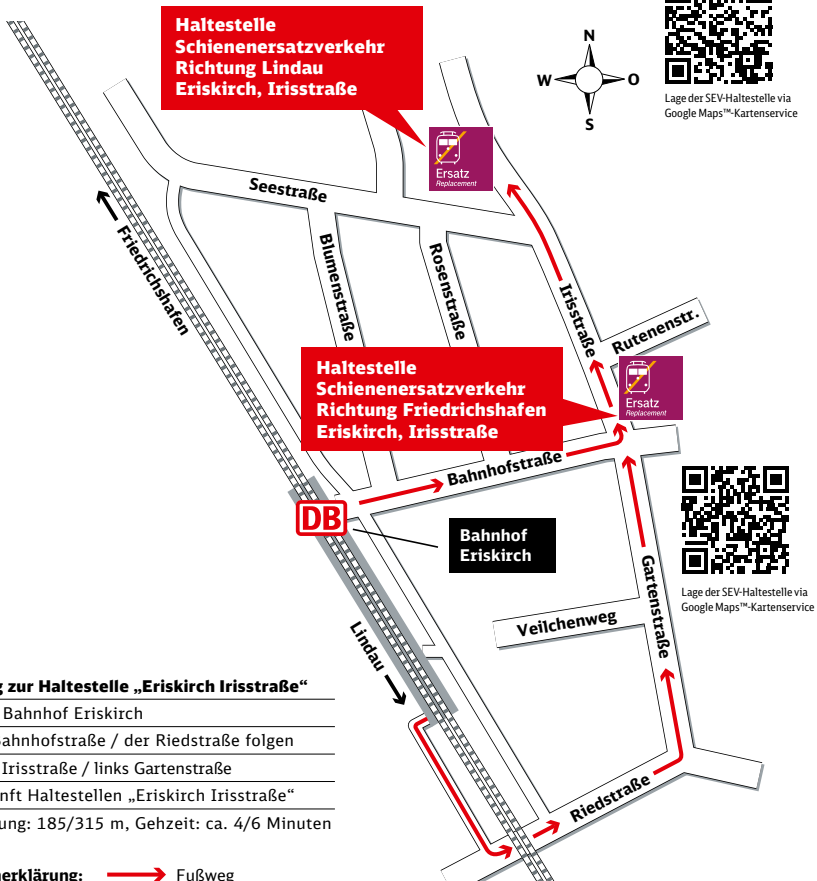 Haltestelle
Schienenersatzverkehr
Richtung Lindau
Eriskirch, Irisstraße
N
W
O
S
Lage der SEV-Haltestelle via
Google Maps™-Kartenservice
Ersatz
Replacement
Seestraße
Friedrichshafen
Blumenstraße
Rosenstraße
Irisstraße
Rutenenstr.
Haltestelle
Schienenersatzverkehr
Richtung Friedrichshafen
Eriskirch, Irisstraße
Ersatz
Replacement
Bahnhofstraße
DB
Bahnhof
Eriskirch
Gartenstraße
Lage der SEV-Haltestelle via
Google Maps™-Kartenservice
Veilchenweg
Lindau
Riedstraße
zur Haltestelle „Eriskirch Irisstraße“
Bahnhof Eriskirch
Bahnhofstraße / der Riedstraße folgen
Irisstraße / links Gartenstraße
nft Haltestellen „Eriskirch Irisstraße“
ung: 185/315 m, Gehzeit: ca. 4/6 Minuten
nerklärung:
Fußweg